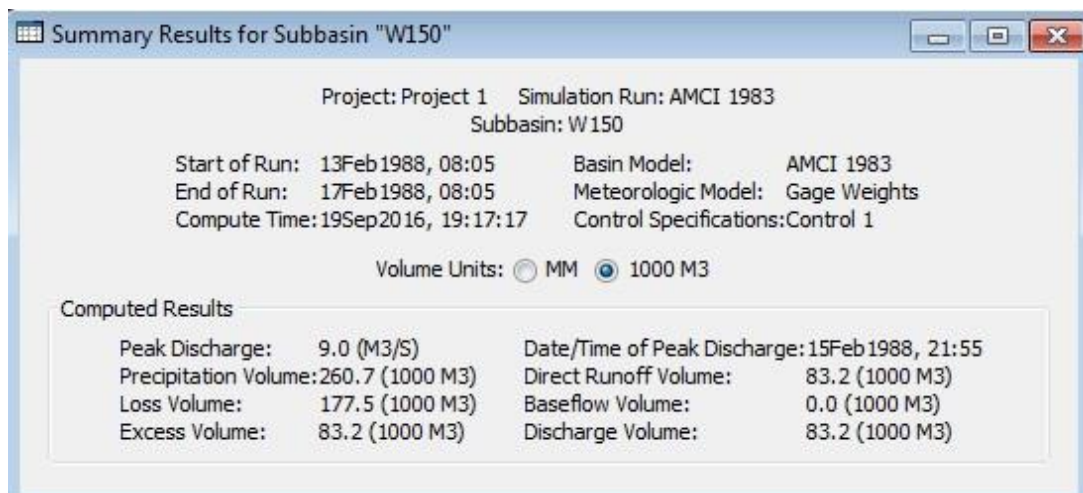 Summary Results for Subbasin "W150"
Project: Project 1 Simulation Run: AMCI 1983
Subbasin: W150
Start of Run: 13Feb1988, 08:05 Basin Model: AMCI 1983
End of Run: 17Feb1988, 08:05 Meteorologic Model: Gage Weights
Compute Time: 19Sep2016, 19:17:17 Control Specifications: Control 1
Volume Units: MM 1000 M3
Computed Results
Peak Discharge: 9.0 (M3/S) Date/Time of Peak Discharge: 15Feb1988, 21:55
Precipitation Volume: 260.7 (1000 M3) Direct Runoff Volume: 83.2 (1000 M3)
Loss Volume: 177.5 (1000 M3) Baseflow Volume: 0.0 (1000 M3)
Excess Volume: 83.2 (1000 M3) Discharge Volume: 83.2 (1000 M3)